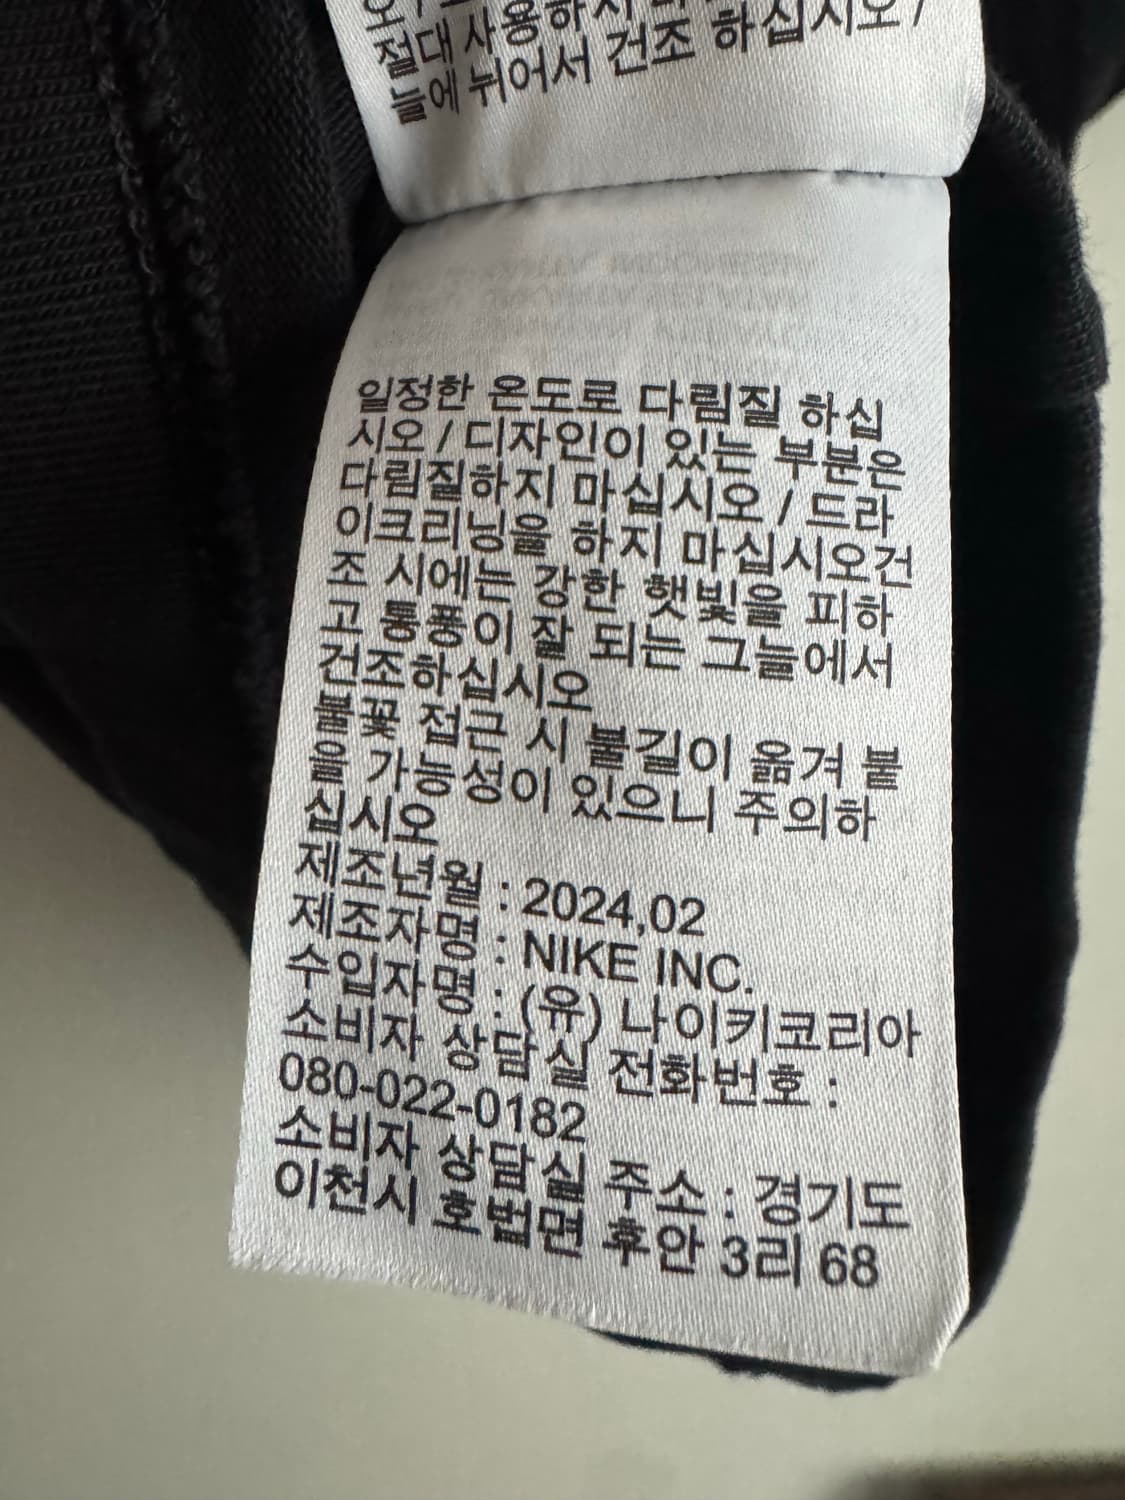 절대 사용하지
늘에 뉘어서 건조 하십시오 /
일정한 온도로 다림질 하십
시오 / 디자인이 있는 부분은
다림질하지 마십시오 / 드라
이크리닝을 하지 마십시오건
조 시에는 강한 햇빛을 피하
고 통풍이 잘 되는 그늘에서
건조하십시오
불꽃 접근 시 불길이 옮겨 붙
을 가능성이 있으니 주의하
십시오
제조년월 : 2024,02
제조자명 : NIKE INC.
수입자명 : (유) 나이키코리아
소비자 상담실 전화번호 :
080-022-0182
소비자 상담실 주소 : 경기도
이천시 호법면 후안 3리 68